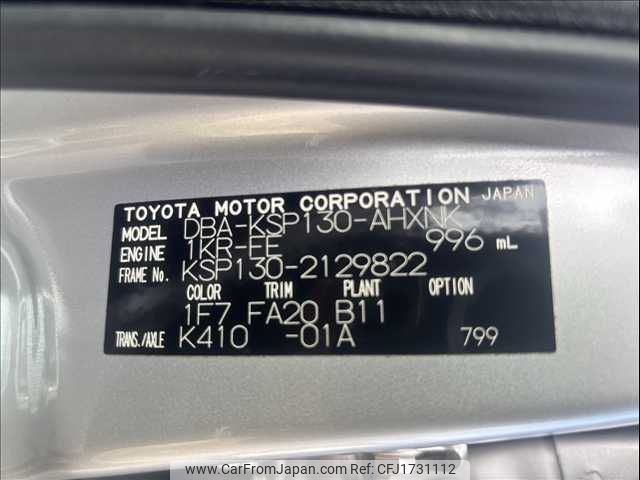 TOYOTA MOTOR CORPORATION JAPAN
MODEL DBA-KSP130-AHXNK
ENGINE 1KR-FE 996 mL
FRAME No. KSP130-2129822
COLOR TRIM PLANT OPTION
1F7 FA20 B11
TRANS./AXLE K410 -01A 799
www.CarFromJapan.com - Ref: CFJ1731112